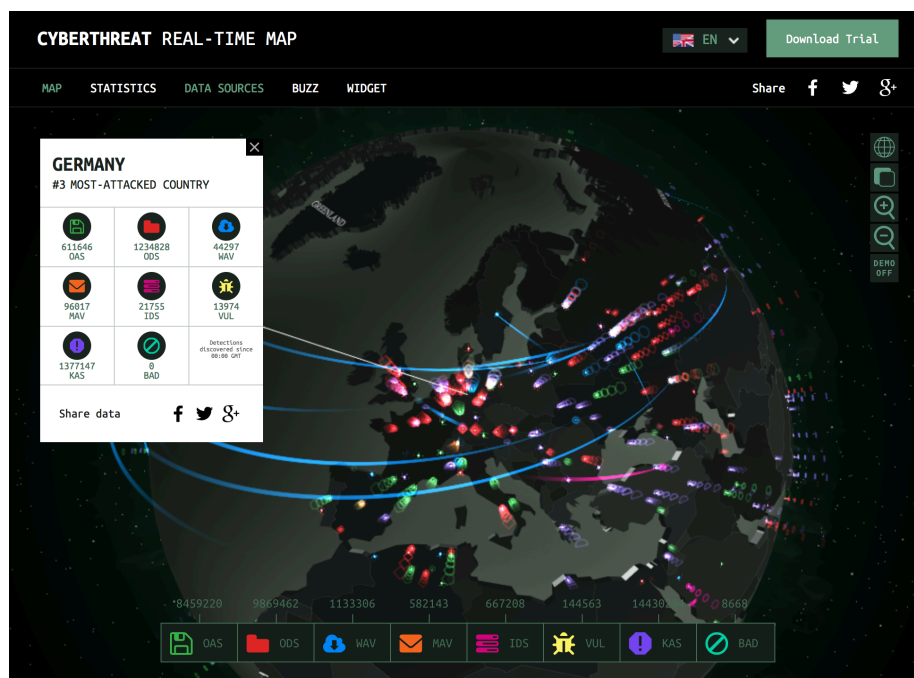 CYBERTHREAT REAL-TIME MAP
EN
Download Trial
MAP STATISTICS DATA SOURCES BUZZ WIDGET
Share f g+
GERMANY
#3 MOST-ATTACKED COUNTRY
611646 1234828 44297
OAS ODS WAV
96017 21755 13974
MAV IDS VUL
1377147 0
KAS BAD
Detections
discovered since
00:00 GMT
Share data f g+
GREENLAND
DEMO
OFF
*8459220 9869462 1133306 582143 667208 144563 8668
OAS ODS WAV MAV IDS VUL KAS BAD